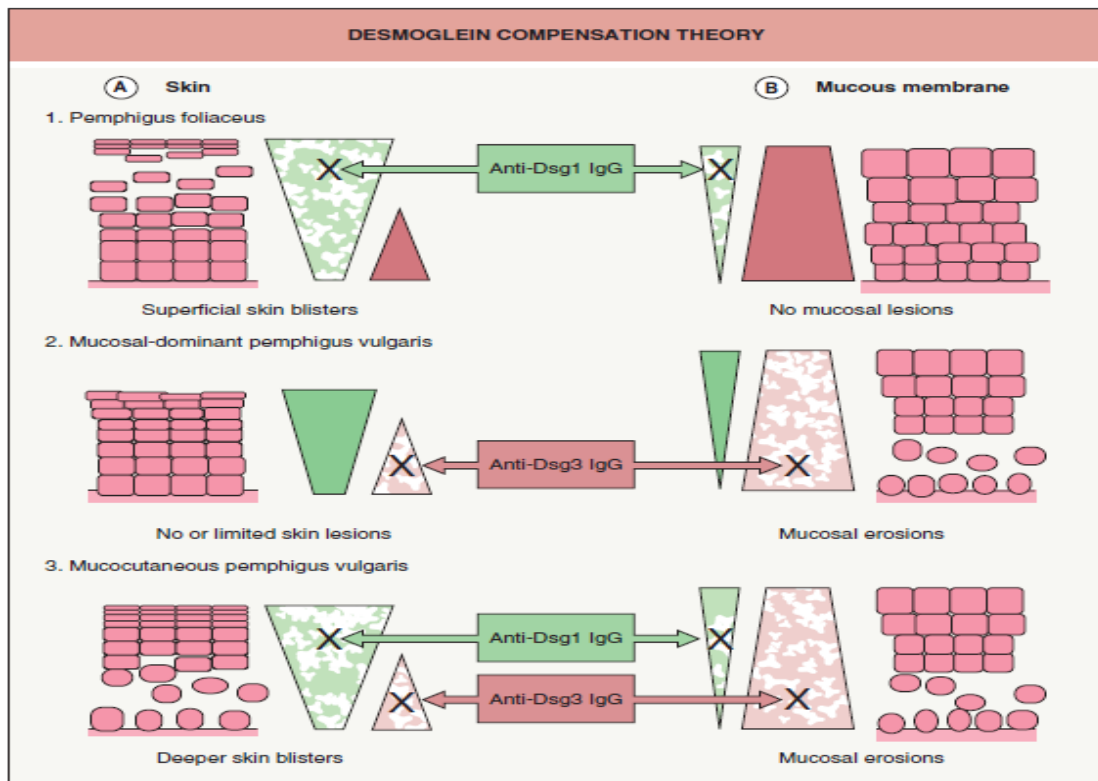 DESMOGLEIN COMPENSATION THEORY
A Skin
B Mucous membrane
1. Pemphigus foliaceus
X
Anti-Dsg1 IgG
X
Superficial skin blisters
No mucosal lesions
2. Mucosal-dominant pemphigus vulgaris
X
Anti-Dsg3 IgG
X
No or limited skin lesions
Mucosal erosions
3. Mucocutaneous pemphigus vulgaris
X
Anti-Dsg1 IgG
X
X
Anti-Dsg3 IgG
X
Deeper skin blisters
Mucosal erosions